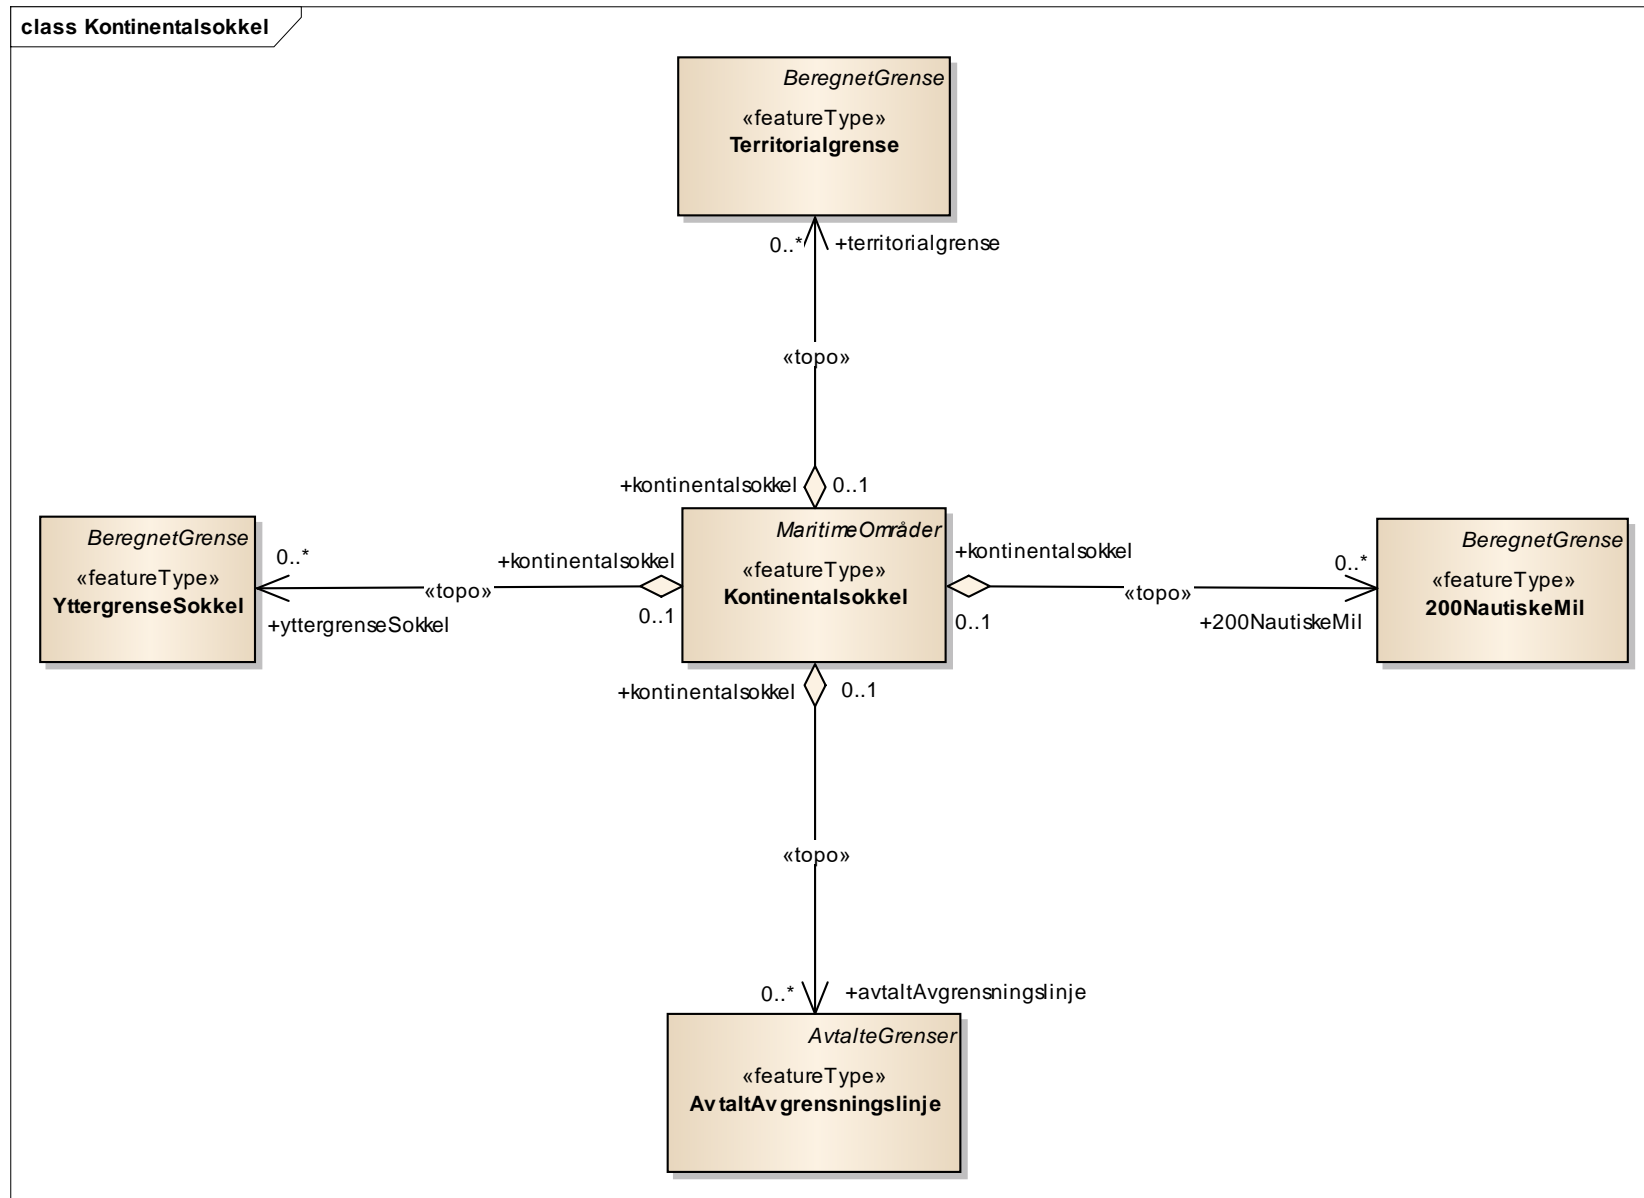 class Kontinentalsokkel
BeregnetGrense
«featureType»
Territorialgrense
0..*
+territorialgrense
«topo»
+kontinentalsokkel
0..1
BeregnetGrense
«featureType»
YttergrenseSokkel
0..*
+yttergrenseSokkel
«topo»
+kontinentalsokkel
0..1
MaritimeOmråder
«featureType»
Kontinentalsokkel
+kontinentalsokkel
0..1
«topo»
0..*
+200NautiskeMil
BeregnetGrense
«featureType»
200NautiskeMil
+kontinentalsokkel
0..1
«topo»
0..*
+avtaltAvgrensningslinje
AvtalteGrenser
«featureType»
AvtaltAvgrensningslinje